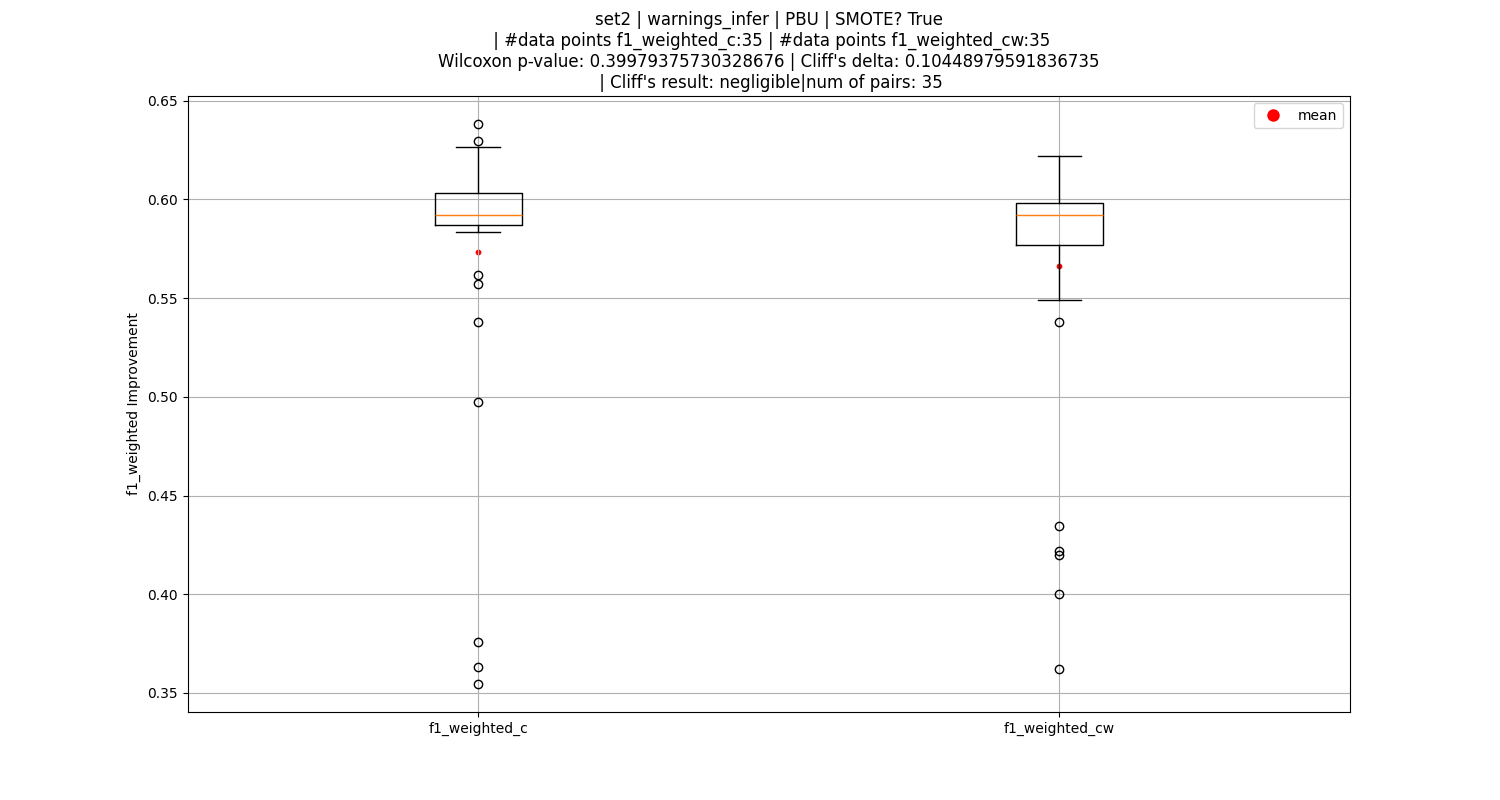 set2 | warnings_infer | PBU | SMOTE? True
| #data points f1_weighted_c:35 | #data points f1_weighted_cw:35
Wilcoxon p-value: 0.39979375730328676 | Cliff's delta: 0.10448979591836735
| Cliff's result: negligible|num of pairs: 35
mean
f1_weighted Improvement
0.65
0.60
0.55
0.50
0.45
0.40
0.35
f1_weighted_c
f1_weighted_cw